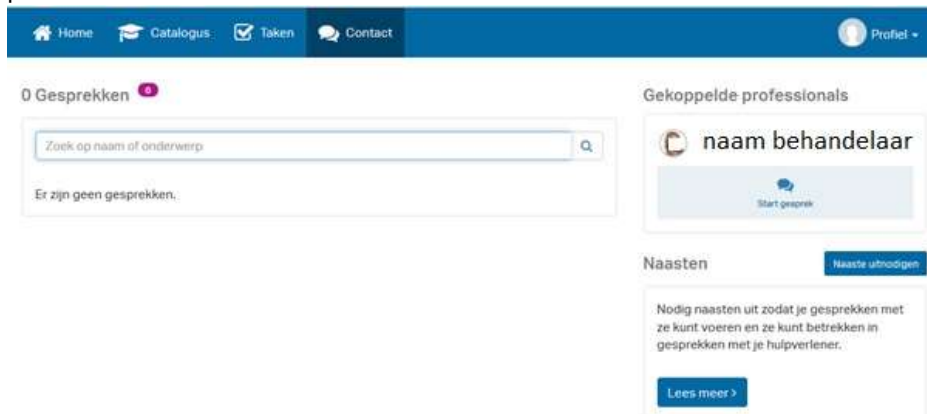 Home Catalogus Taken Contact Profiel
0 Gesprekken 0
Zoek op naam of onderwerp
Er zijn geen gesprekken.
Gekoppelde professionals
naam behandelaar
Start gesprek
Naasten Naaste uitnodigen
Nodig naasten uit zodat je gesprekken met
ze kunt voeren en ze kunt betrekken in
gesprekken met je hulpverlener.
Lees meer >